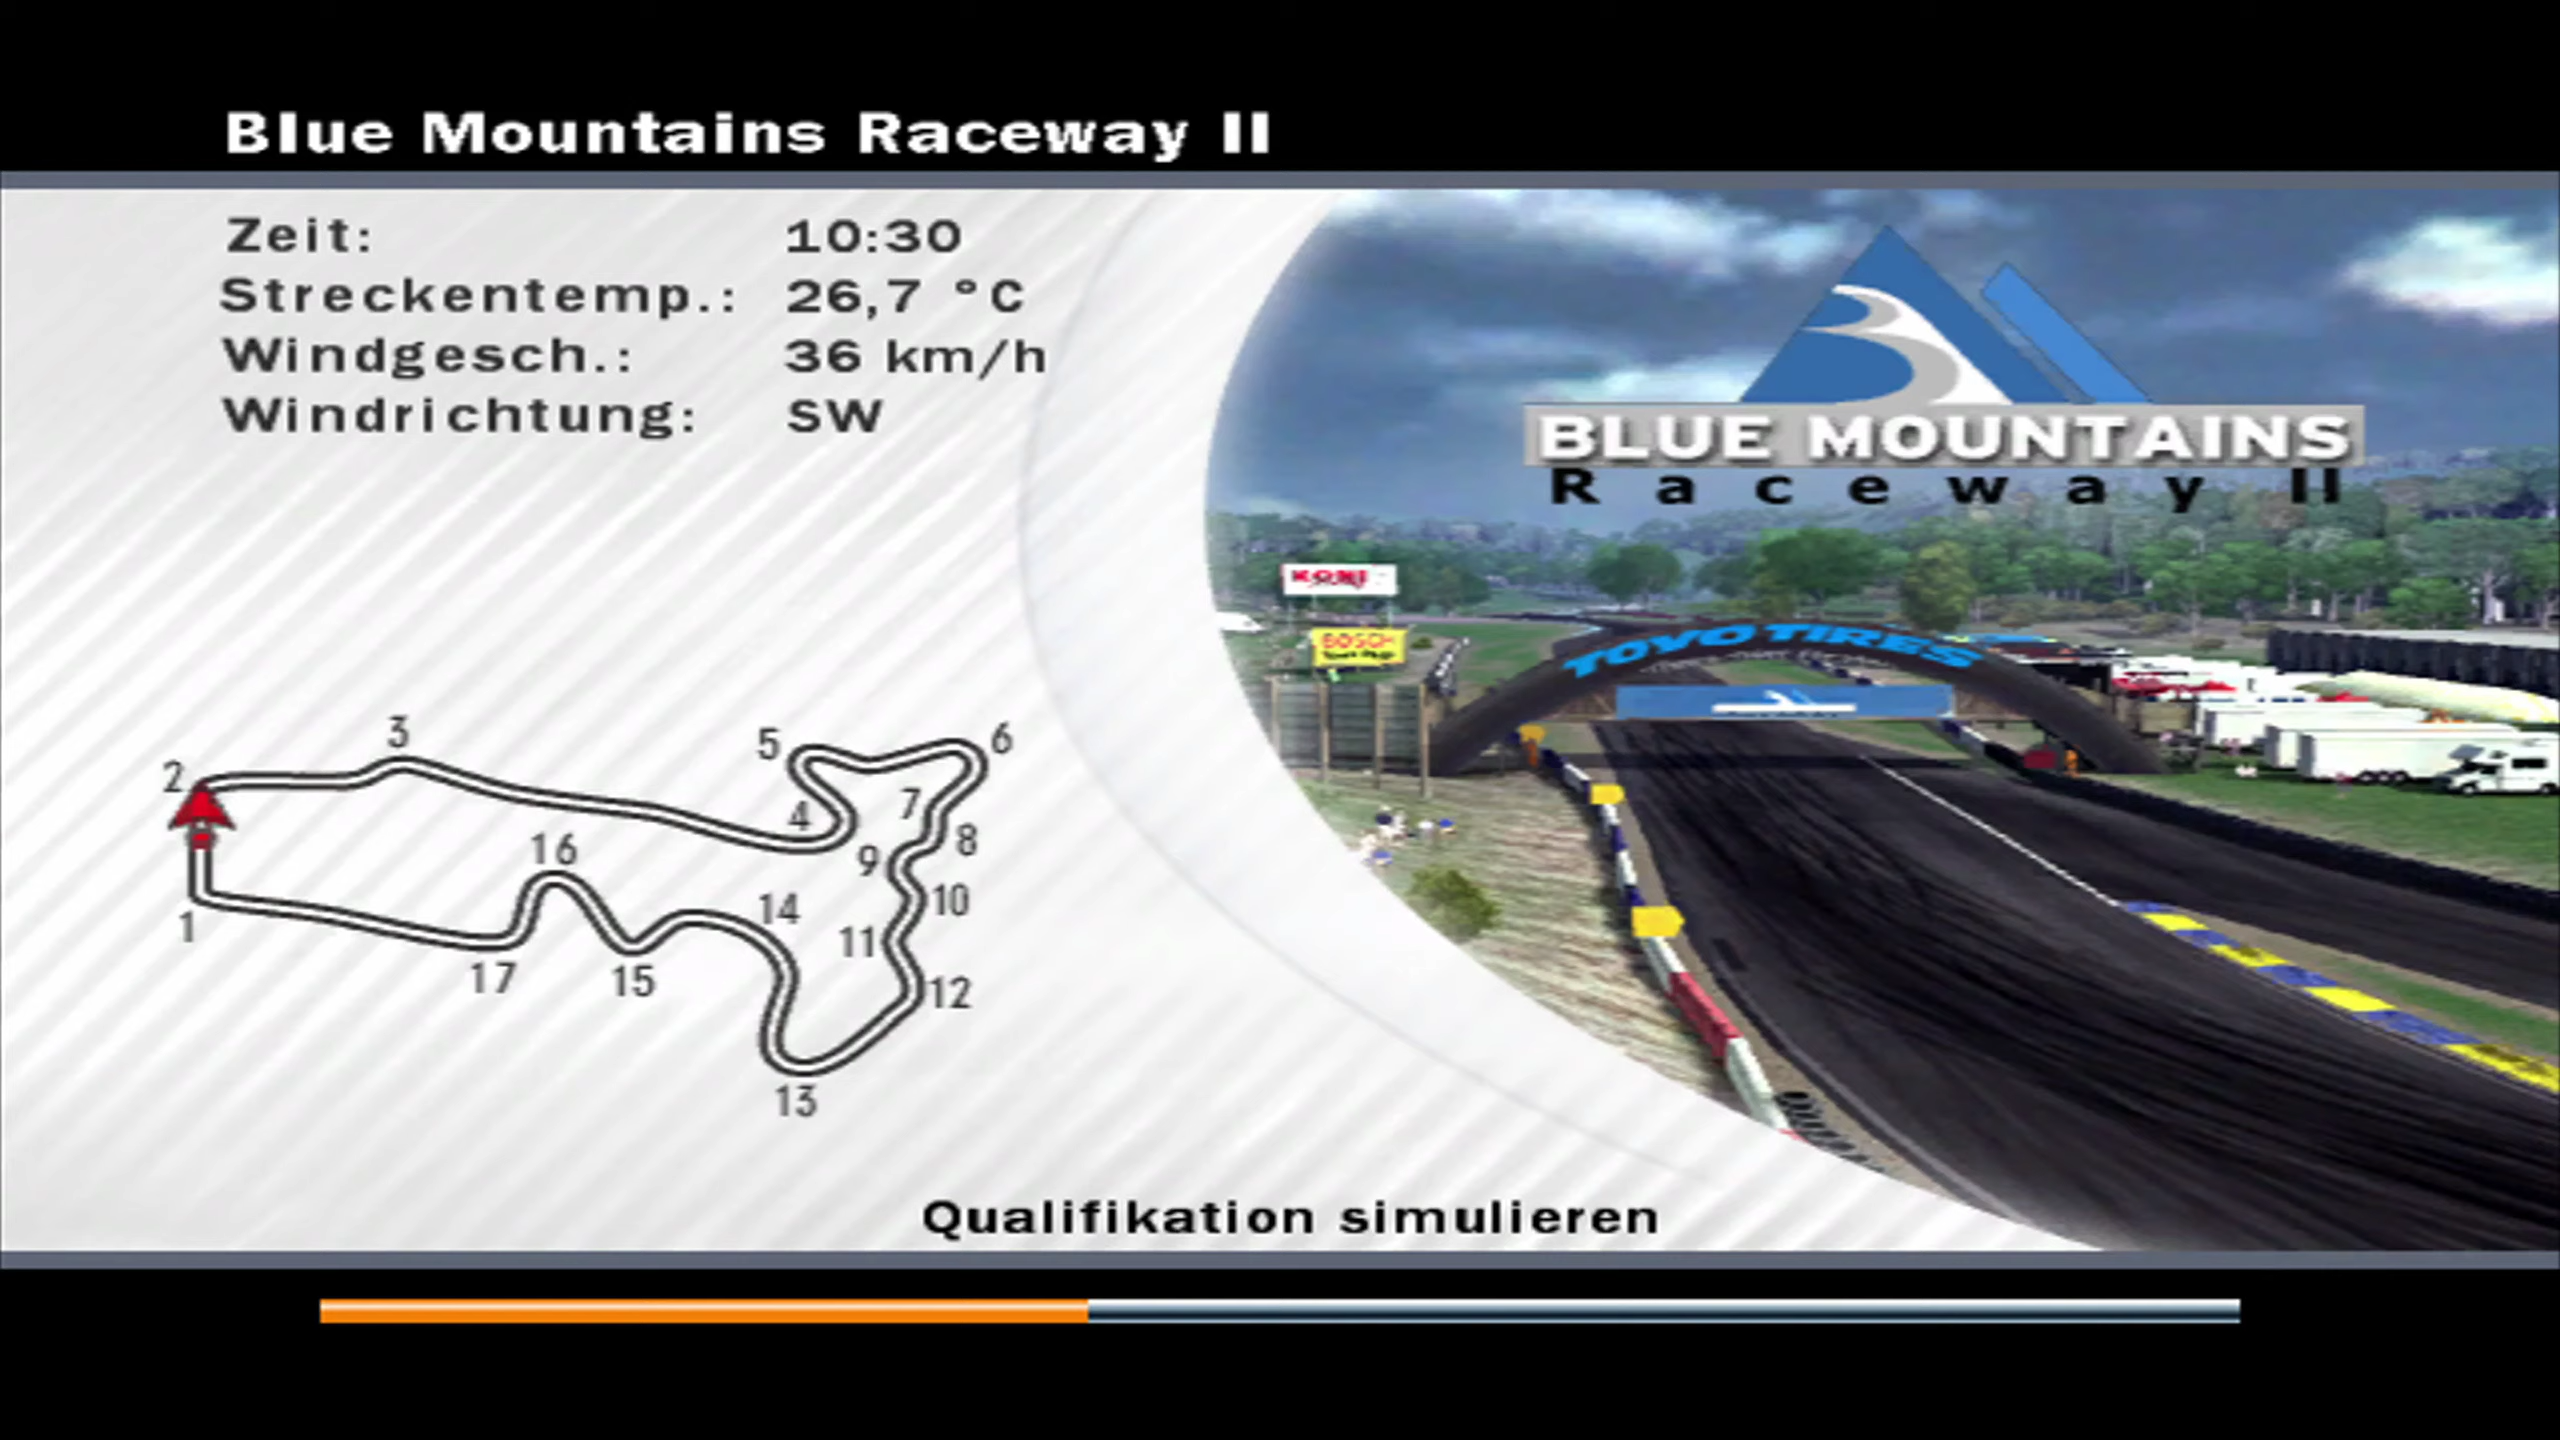 Blue Mountains Raceway II
Zeit: 10:30
Streckentemp.: 26,7 °C
Windgesch.: 36 km/h
Windrichtung: SW
BLUE MOUNTAINS
Raceway II
KONI
BOSCH
TOYO TIRES
2
3
5
6
4
7
8
16
9
1
14
10
11
17
15
12
13
Qualifikation simulieren